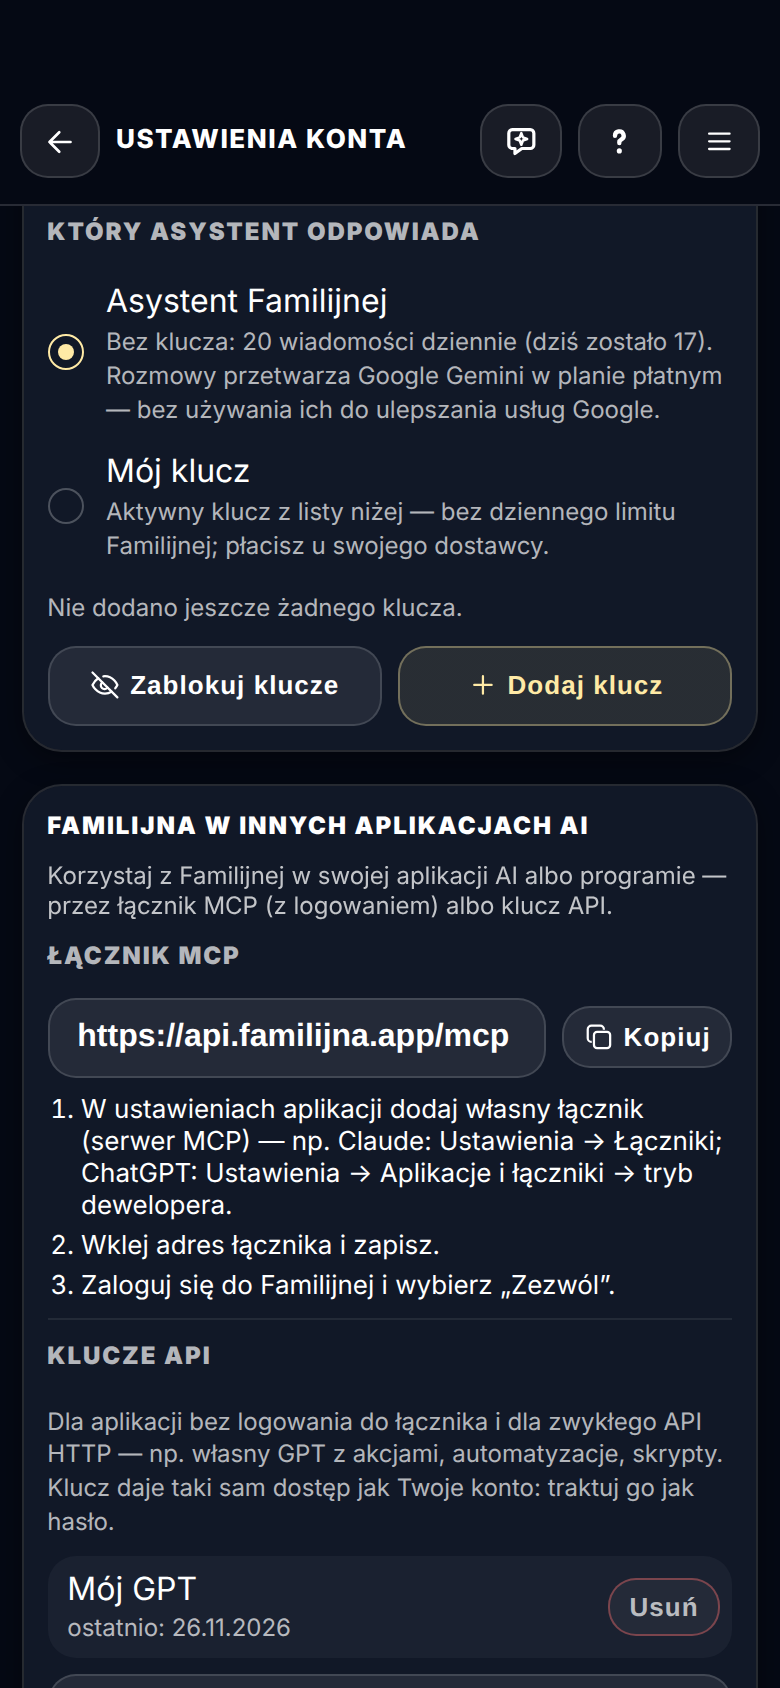 USTAWIENIA KONTA
?
KTÓRY ASYSTENT ODPOWIADA
Asystent Familijnej
Bez klucza: 20 wiadomości dziennie (dziś zostało 17).
Rozmowy przetwarza Google Gemini w planie płatnym
— bez używania ich do ulepszania usług Google.
Mój klucz
Aktywny klucz z listy niżej — bez dziennego limitu
Familijnej; płacisz u swojego dostawcy.
Nie dodano jeszcze żadnego klucza.
Zablokuj klucze
Dodaj klucz
FAMILIJNA W INNYCH APLIKACJACH AI
Korzystaj z Familijnej w swojej aplikacji AI albo programie —
przez łącznik MCP (z logowaniem) albo klucz API.
ŁĄCZNIK MCP
https://api.familijna.app/mcp
Kopiuj
1. W ustawieniach aplikacji dodaj własny łącznik
(serwer MCP) — np. Claude: Ustawienia → Łączniki;
ChatGPT: Ustawienia → Aplikacje i łączniki → tryb
dewelopera.
2. Wklej adres łącznika i zapisz.
3. Zaloguj się do Familijnej i wybierz „Zezwól”.
KLUCZE API
Dla aplikacji bez logowania do łącznika i dla zwykłego API
HTTP — np. własny GPT z akcjami, automatyzacje, skrypty.
Klucz daje taki sam dostęp jak Twoje konto: traktuj go jak
hasło.
Mój GPT
ostatnio: 26.11.2026
Usuń